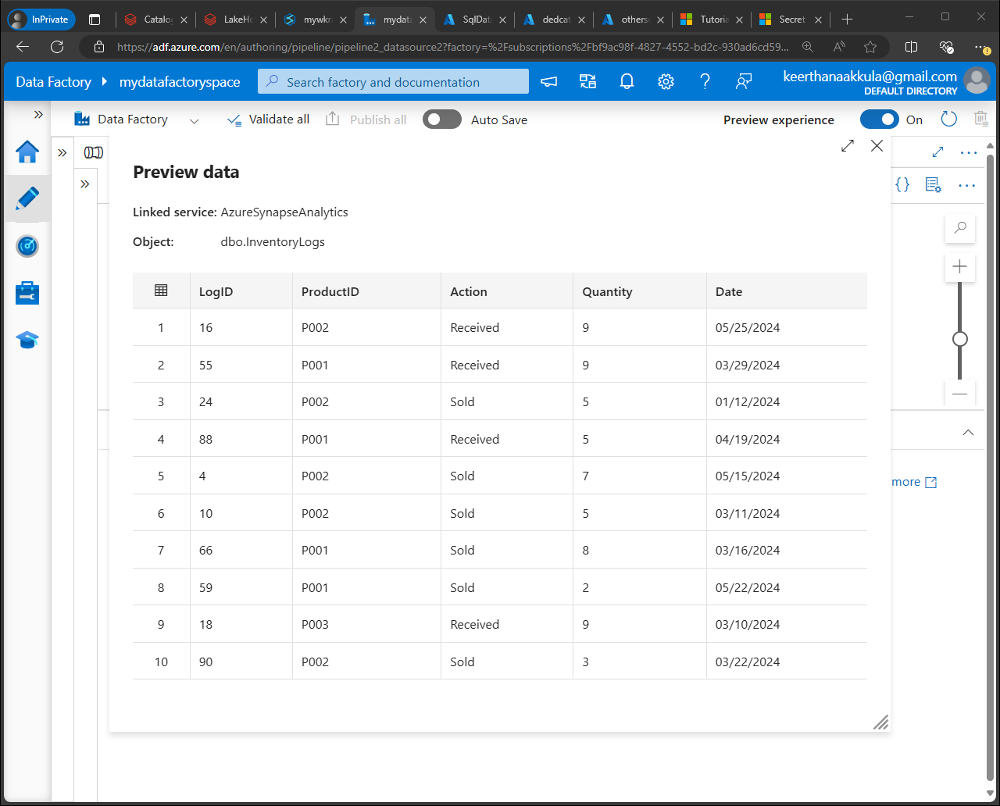 InPrivate
Catalo
LakeHo
mywkr
mydata
SqlData
dedcat
others
Tutoria
Secret
https://adf.azure.com/en/authoring/pipeline/pipeline2_datasource2?factory=%2Fsubscriptions%2Fbf9ac98f-4827-4552-bd2c-930ad6cd59...
Data Factory
mydatafactoryspace
Search factory and documentation
keerthanaakkula@gmail.com
DEFAULT DIRECTORY
Data Factory
Validate all
Publish all
Auto Save
Preview experience
On
Preview data
Linked service: AzureSynapseAnalytics
Object: dbo.InventoryLogs
LogID ProductID Action Quantity Date
1 16 P002 Received 9 05/25/2024
2 55 P001 Received 9 03/29/2024
3 24 P002 Sold 5 01/12/2024
4 88 P001 Received 5 04/19/2024
5 4 P002 Sold 7 05/15/2024
6 10 P002 Sold 5 03/11/2024
7 66 P001 Sold 8 03/16/2024
8 59 P001 Sold 2 05/22/2024
9 18 P003 Received 9 03/10/2024
10 90 P002 Sold 3 03/22/2024
more